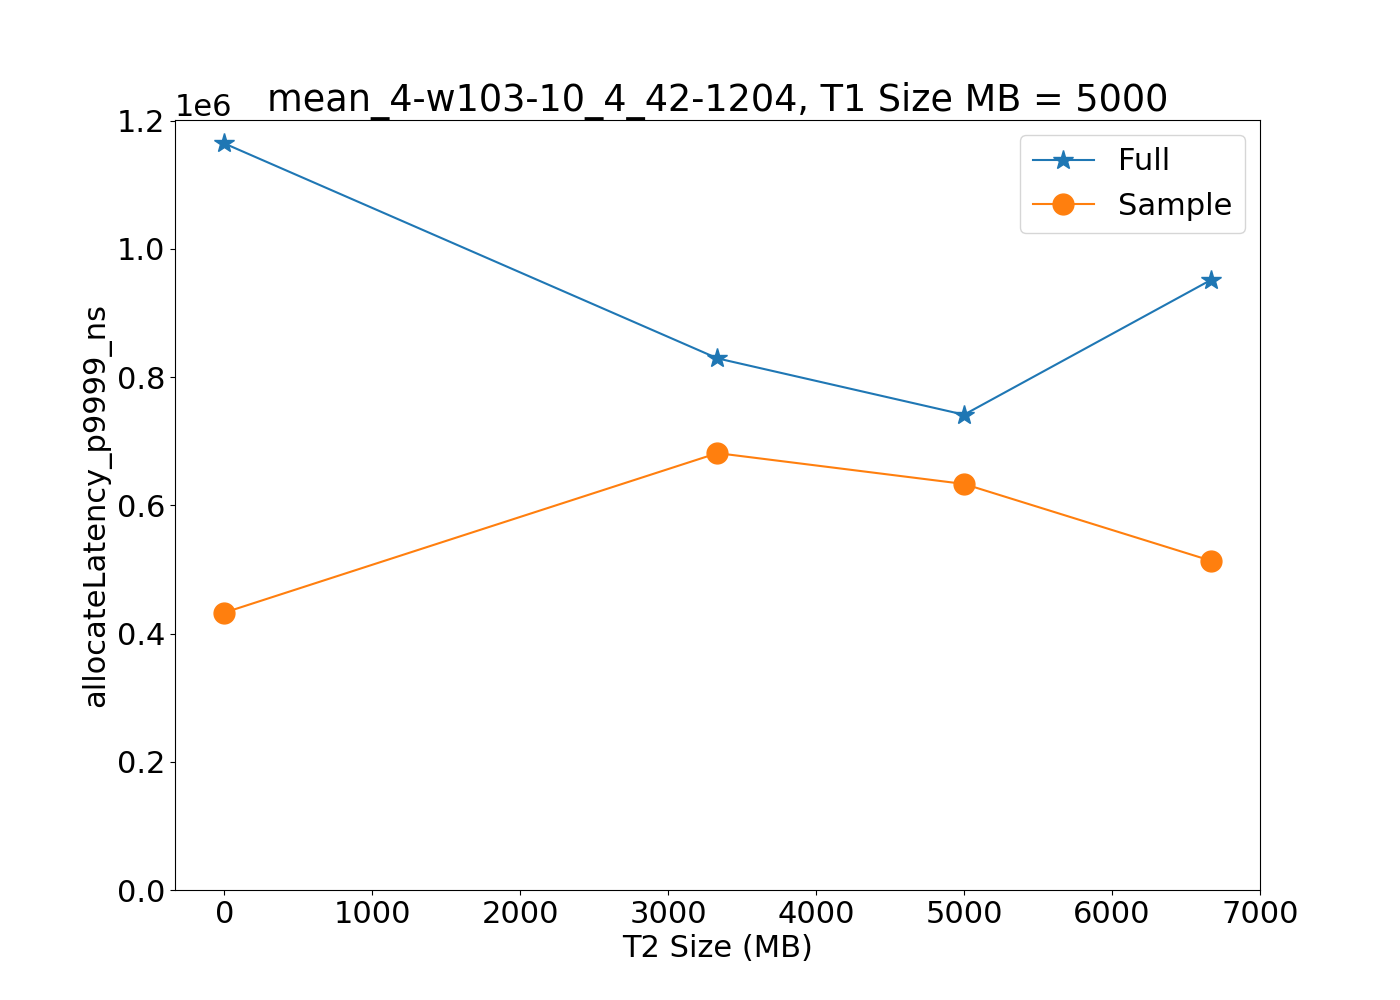 mean_4-w103-10_4_42-1204, T1 Size MB = 5000
1e6
Full
Sample
1.2
1.0
0.8
0.6
0.4
0.2
0.0
allocateLatency_p9999_ns
0 1000 2000 3000 4000 5000 6000 7000
T2 Size (MB)